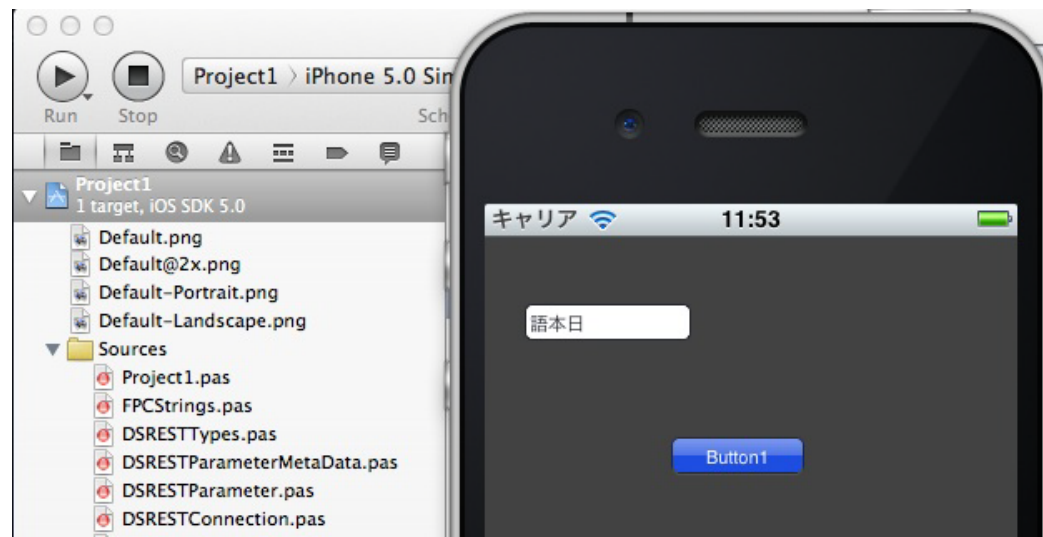 Project1 〉 iPhone 5.0 Sim
Run
Stop
Sch
Project1
1 target, iOS SDK 5.0
Default.png
Default@2x.png
Default-Portrait.png
Default-Landscape.png
Sources
Project1.pas
FPCStrings.pas
DSRESTTypes.pas
DSRESTParameterMetaData.pas
DSRESTParameter.pas
DSRESTConnection.pas
キャリア
11:53
語本日
Button1